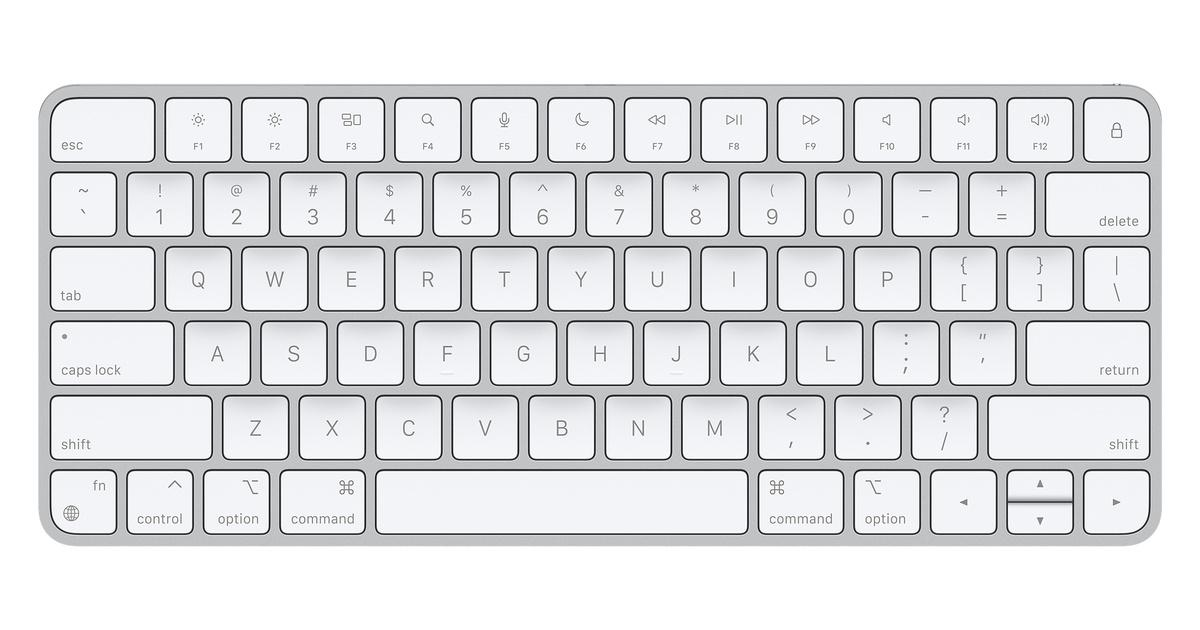 esc F1 F2 F3 F4 F5 F6 F7 F8 F9 F10 F11 F12
~ ! @ # $ % ^ & * ( ) — +
` 1 2 3 4 5 6 7 8 9 0 - = delete
tab Q W E R T Y U I O P { } |
[ ] \
caps lock A S D F G H J K L : "
; ' return
shift Z X C V B N M < > ?
, . / shift
fn ^ ⌥ ⌘ ⌘ ⌥
control option command command option